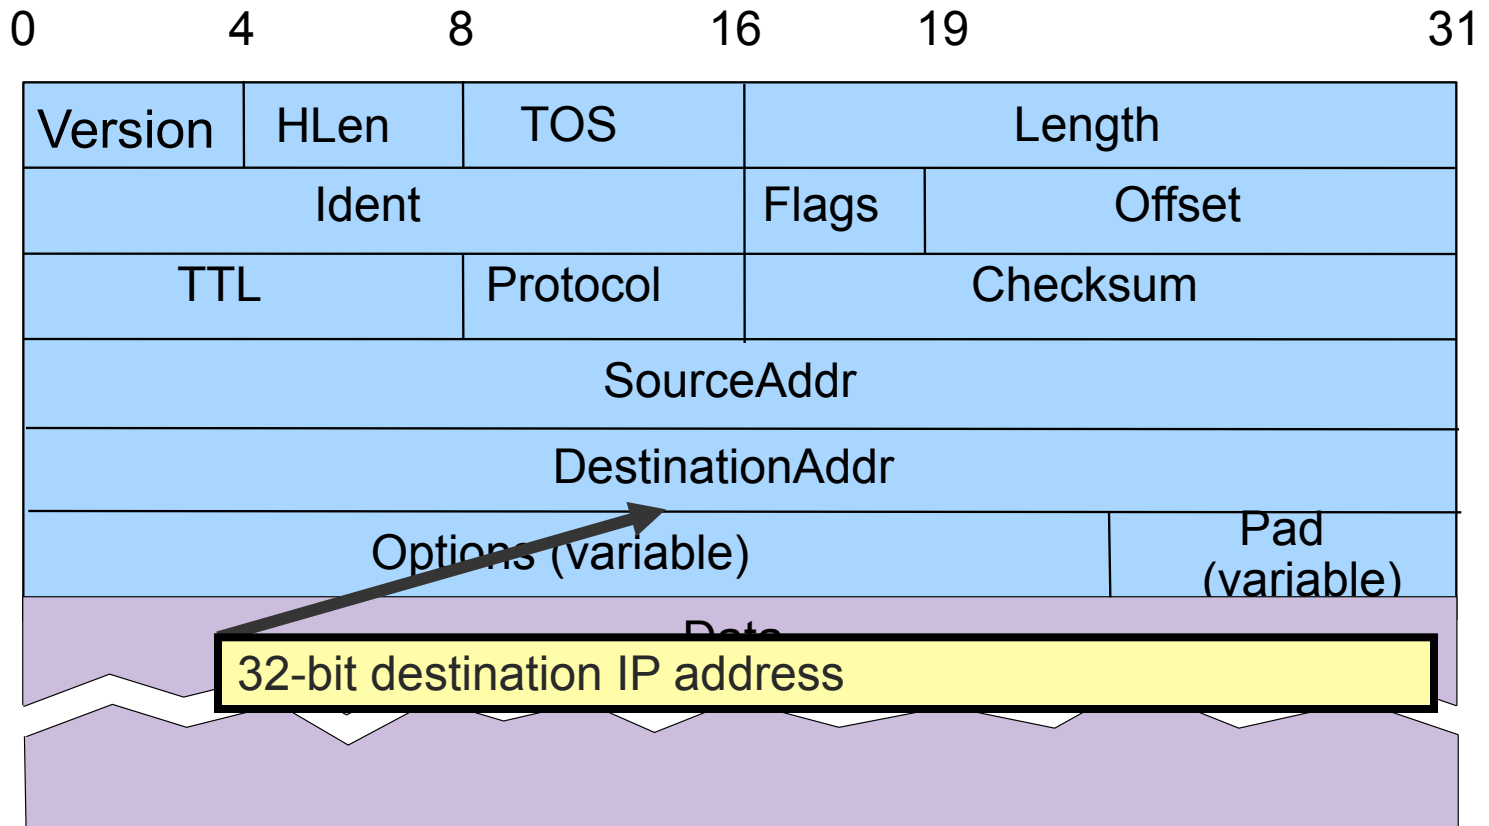 0 4 8 16 19 31
Version HLen TOS Length
Ident Flags Offset
TTL Protocol Checksum
SourceAddr
DestinationAddr
Options (variable) Pad
(variable)
Data
32-bit destination IP address